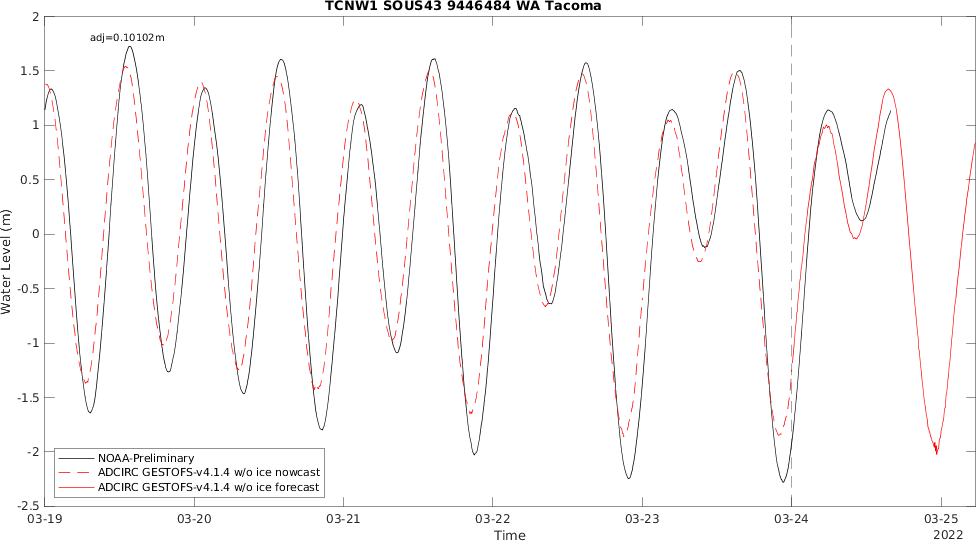 TCNW1 SOUS43 9446484 WA Tacoma
adj=0.10102m
2
1.5
1
0.5
0
-0.5
-1
-1.5
-2
-2.5
Water Level (m)
NOAA-Preliminary
ADCIRC GESTOFS-v4.1.4 w/o ice nowcast
ADCIRC GESTOFS-v4.1.4 w/o ice forecast
03-19 03-20 03-21 03-22 03-23 03-24 03-25
Time 2022